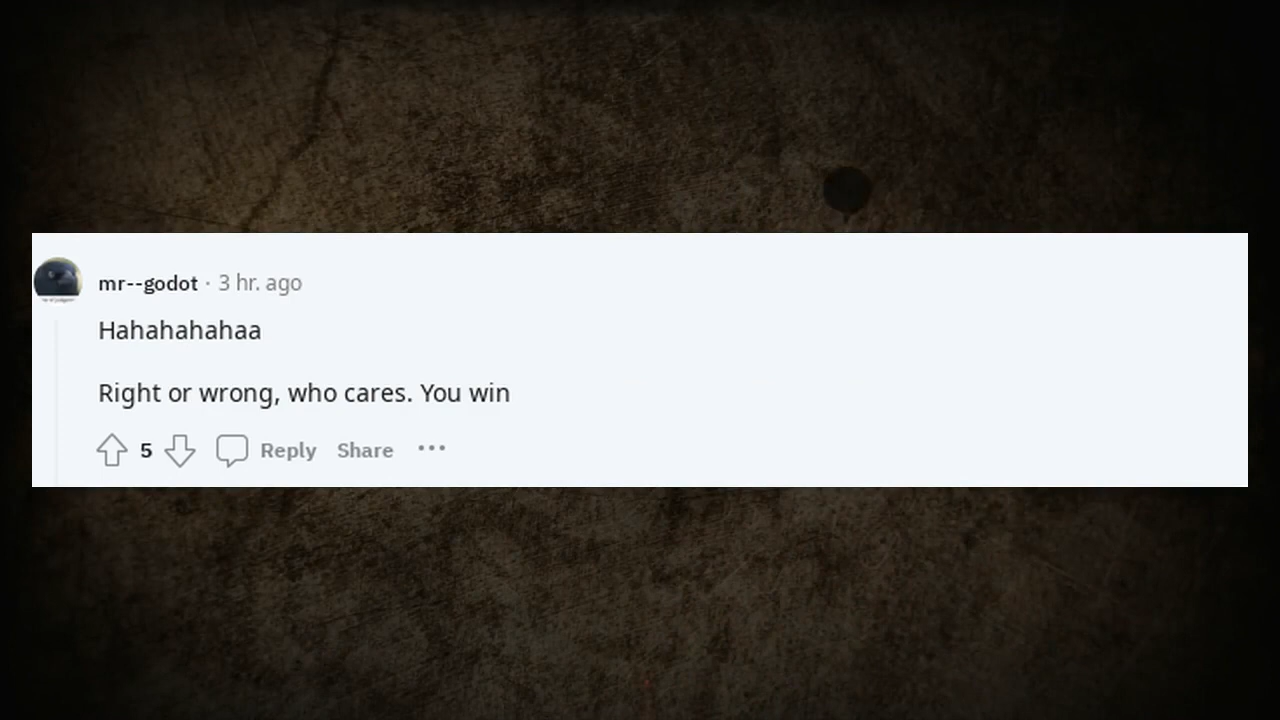 mr--godot · 3 hr. ago
Hahahahahaa
Right or wrong, who cares. You win
5 Reply Share ...